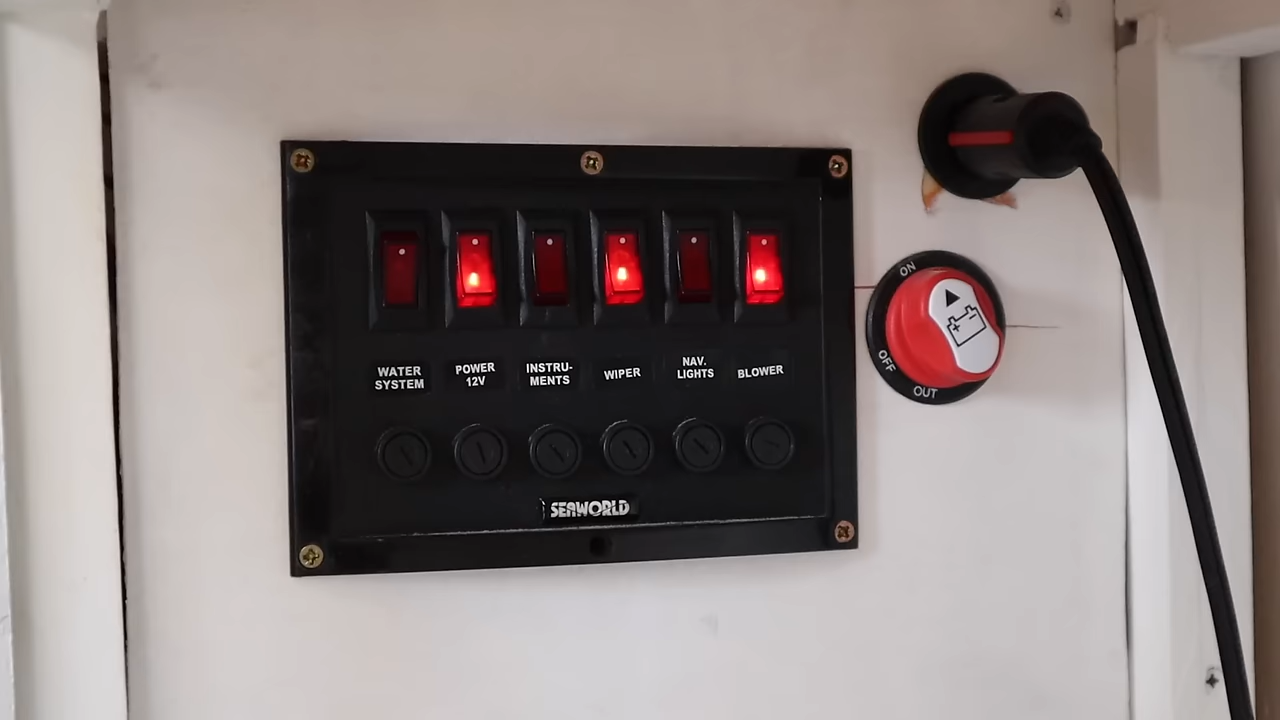 WATER
SYSTEM
POWER
12V
INSTRU-
MENTS
WIPER
NAV.
LIGHTS
BLOWER
SEAWORLD
ON
OFF
OUT